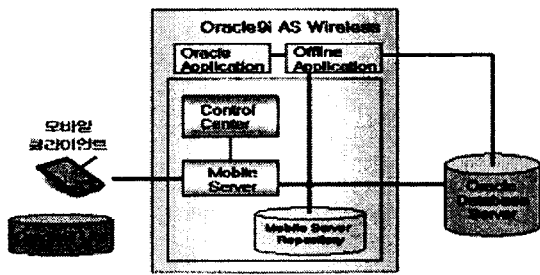 Oracle9i AS Wireless
Oracle
Application
Offline
Application
Control
Center
모바일
클라이언트
Mobile
Server
Oracle
Database
Server
Mobile Server
Repository